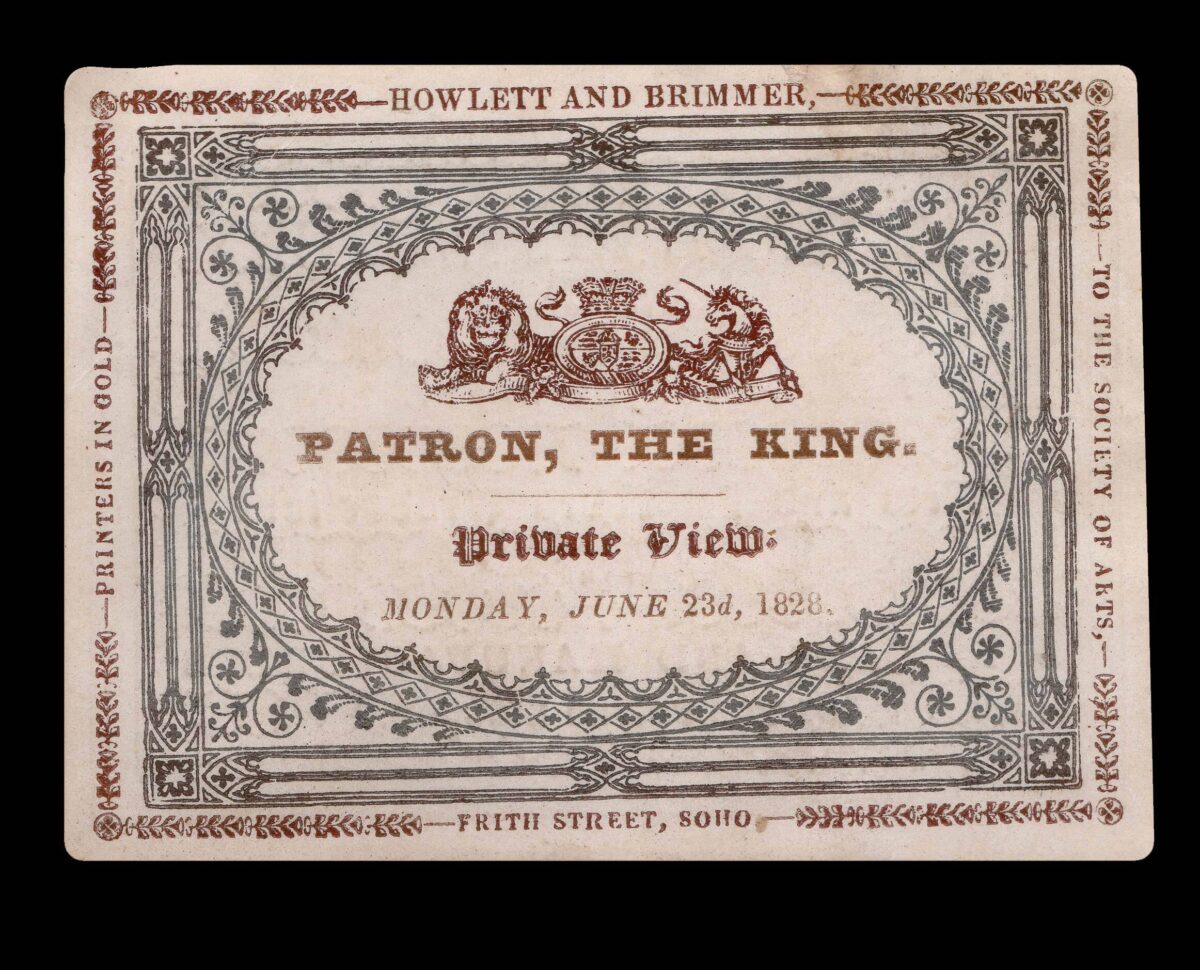 HOWLETT AND BRIMMER,
PRINTERS IN GOLD
TO THE SOCIETY OF ARTS,
PATRON, THE KING.
Private View:
MONDAY, JUNE 23d, 1828.
FRITH STREET, SOHO